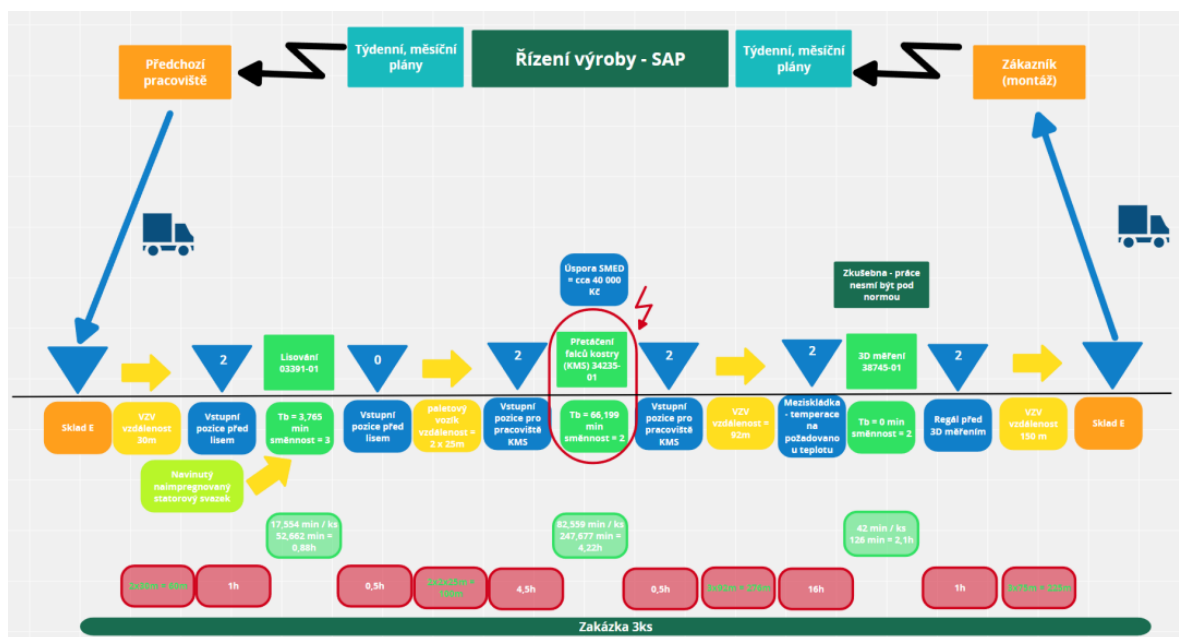 Předchozí
pracoviště
Týdenní, měsíční
plány
Řízení výroby - SAP
Týdenní, měsíční
plány
Zákazník
(montáž)
Úspora SMED
= cca 40 000
Kč
Zkušebna - práce
nesmí být pod
normou
2
Lisování
03391-01
0
2
Přetáčení
falců kostry
(KMS) 34235-
01
2
2
3D měření
38745-01
2
Sklad E
VZV
vzdálenost
30m
Vstupní
pozice před
lisem
Tb = 3,765
min
směnnost = 3
Vstupní
pozice před
lisem
paletový
vozík
vzdálenost =
2 x 25m
Vstupní
pozice pro
pracoviště
KMS
Tb = 66,199
min
směnnost = 2
Vstupní
pozice pro
pracoviště
KMS
VZV
vzdálenost =
92m
Meziskládka
- temperace
na
požadovano
u teplotu
Tb = 0 min
směnnost = 2
Regál před
3D měřením
VZV
vzdálenost
150 m
Sklad E
Navinutý
naimpregnovaný
statorový svazek
17,554 min / ks
52,662 min =
0,88h
82,559 min / ks
247,677 min =
4,22h
42 min / ks
126 min = 2,1h
1h
0,5h
4,5h
0,5h
16h
1h
Zakázka 3ks